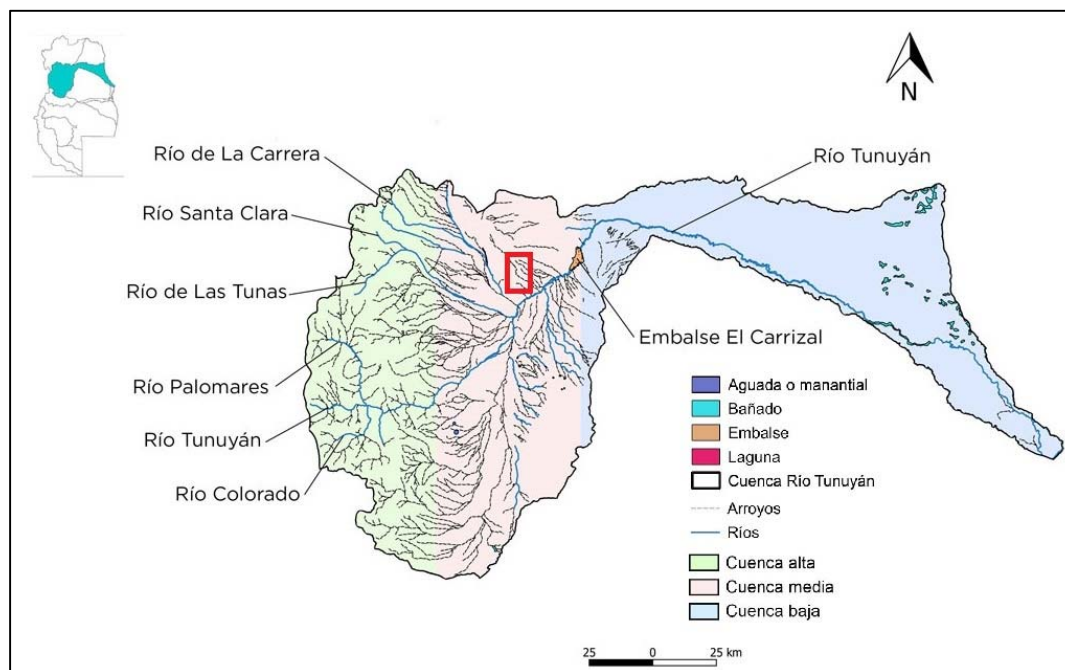 N
Río de La Carrera
Río Tunuyán
Río Santa Clara
Río de Las Tunas
Embalse El Carrizal
Río Palomares
Río Tunuyán
Río Colorado
Aguada o manantial
Bañado
Embalse
Laguna
Cuenca Rio Tunuyán
Arroyos
Ríos
Cuenca alta
Cuenca media
Cuenca baja
25 0 25 km